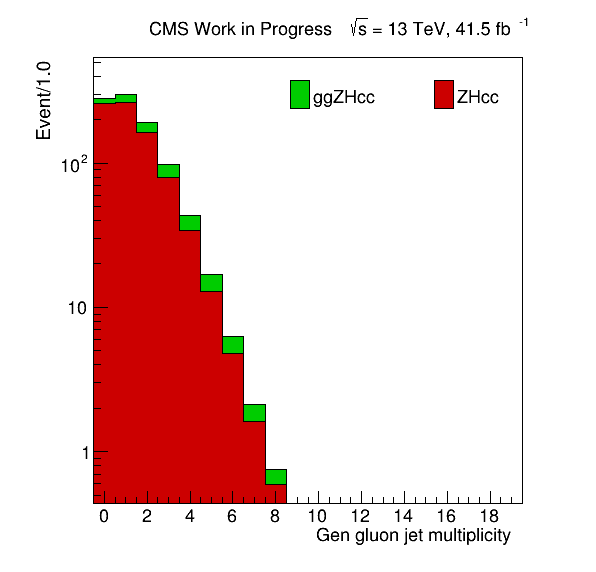 CMS Work in Progress √s = 13 TeV, 41.5 fb⁻¹
Event/1.0
ggZHcc ZHcc
10²
10
1
0 2 4 6 8 10 12 14 16 18
Gen gluon jet multiplicity